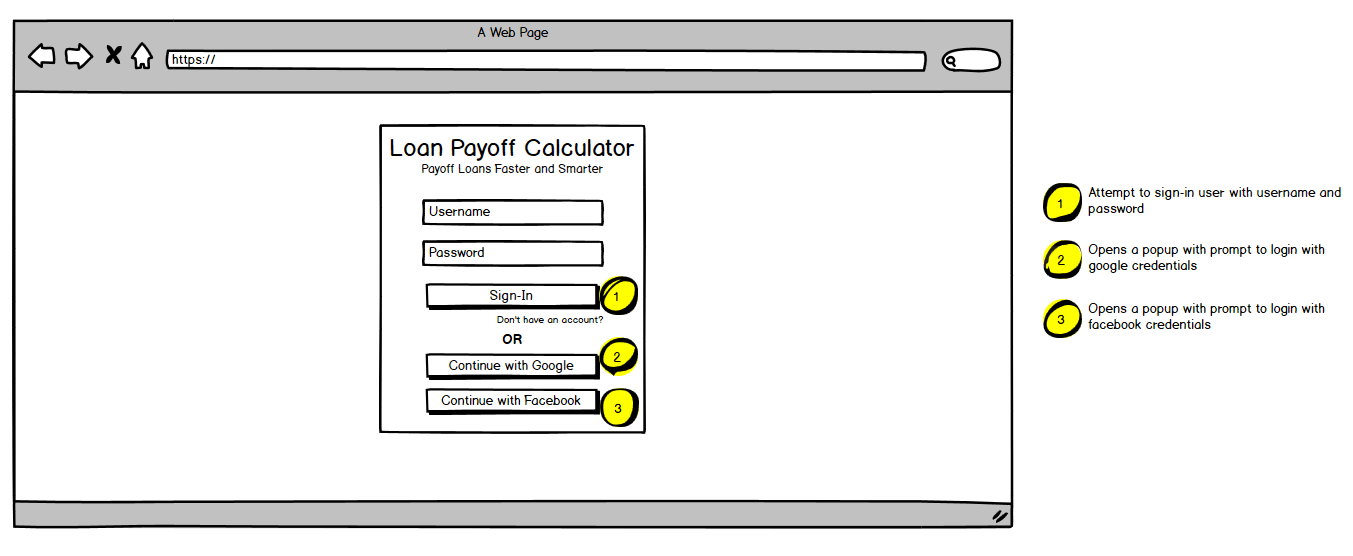 A Web Page
https://
Loan Payoff Calculator
Payoff Loans Faster and Smarter
Username
Password
Sign-In
1
Don't have an account?
OR
Continue with Google
2
Continue with Facebook
3
1
Attempt to sign-in user with username and
password
2
Opens a popup with prompt to login with
google credentials
3
Opens a popup with prompt to login with
facebook credentials